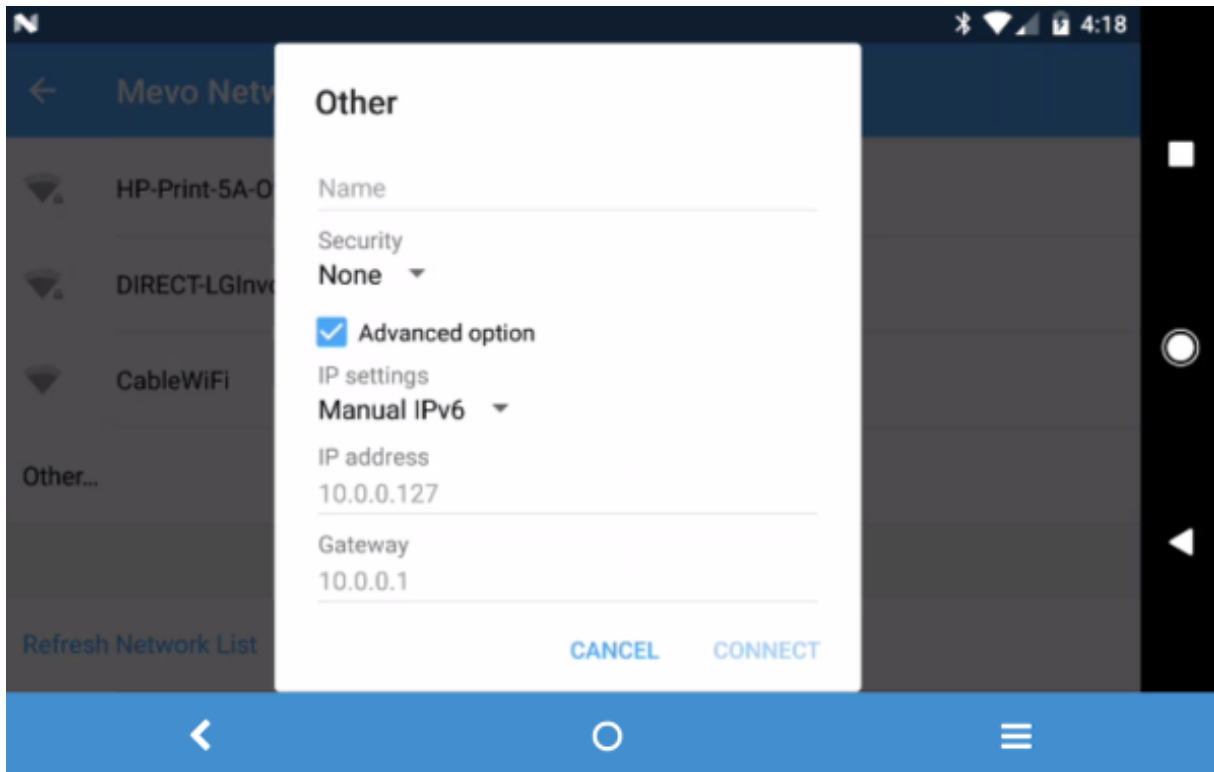 4:18
Mevo Netw
Other
HP-Print-5A-O
Name
Security
None
DIRECT-LGInvo
Advanced option
IP settings
Manual IPv6
CableWiFi
IP address
10.0.0.127
Other...
Gateway
10.0.0.1
Refresh Network List
CANCEL CONNECT